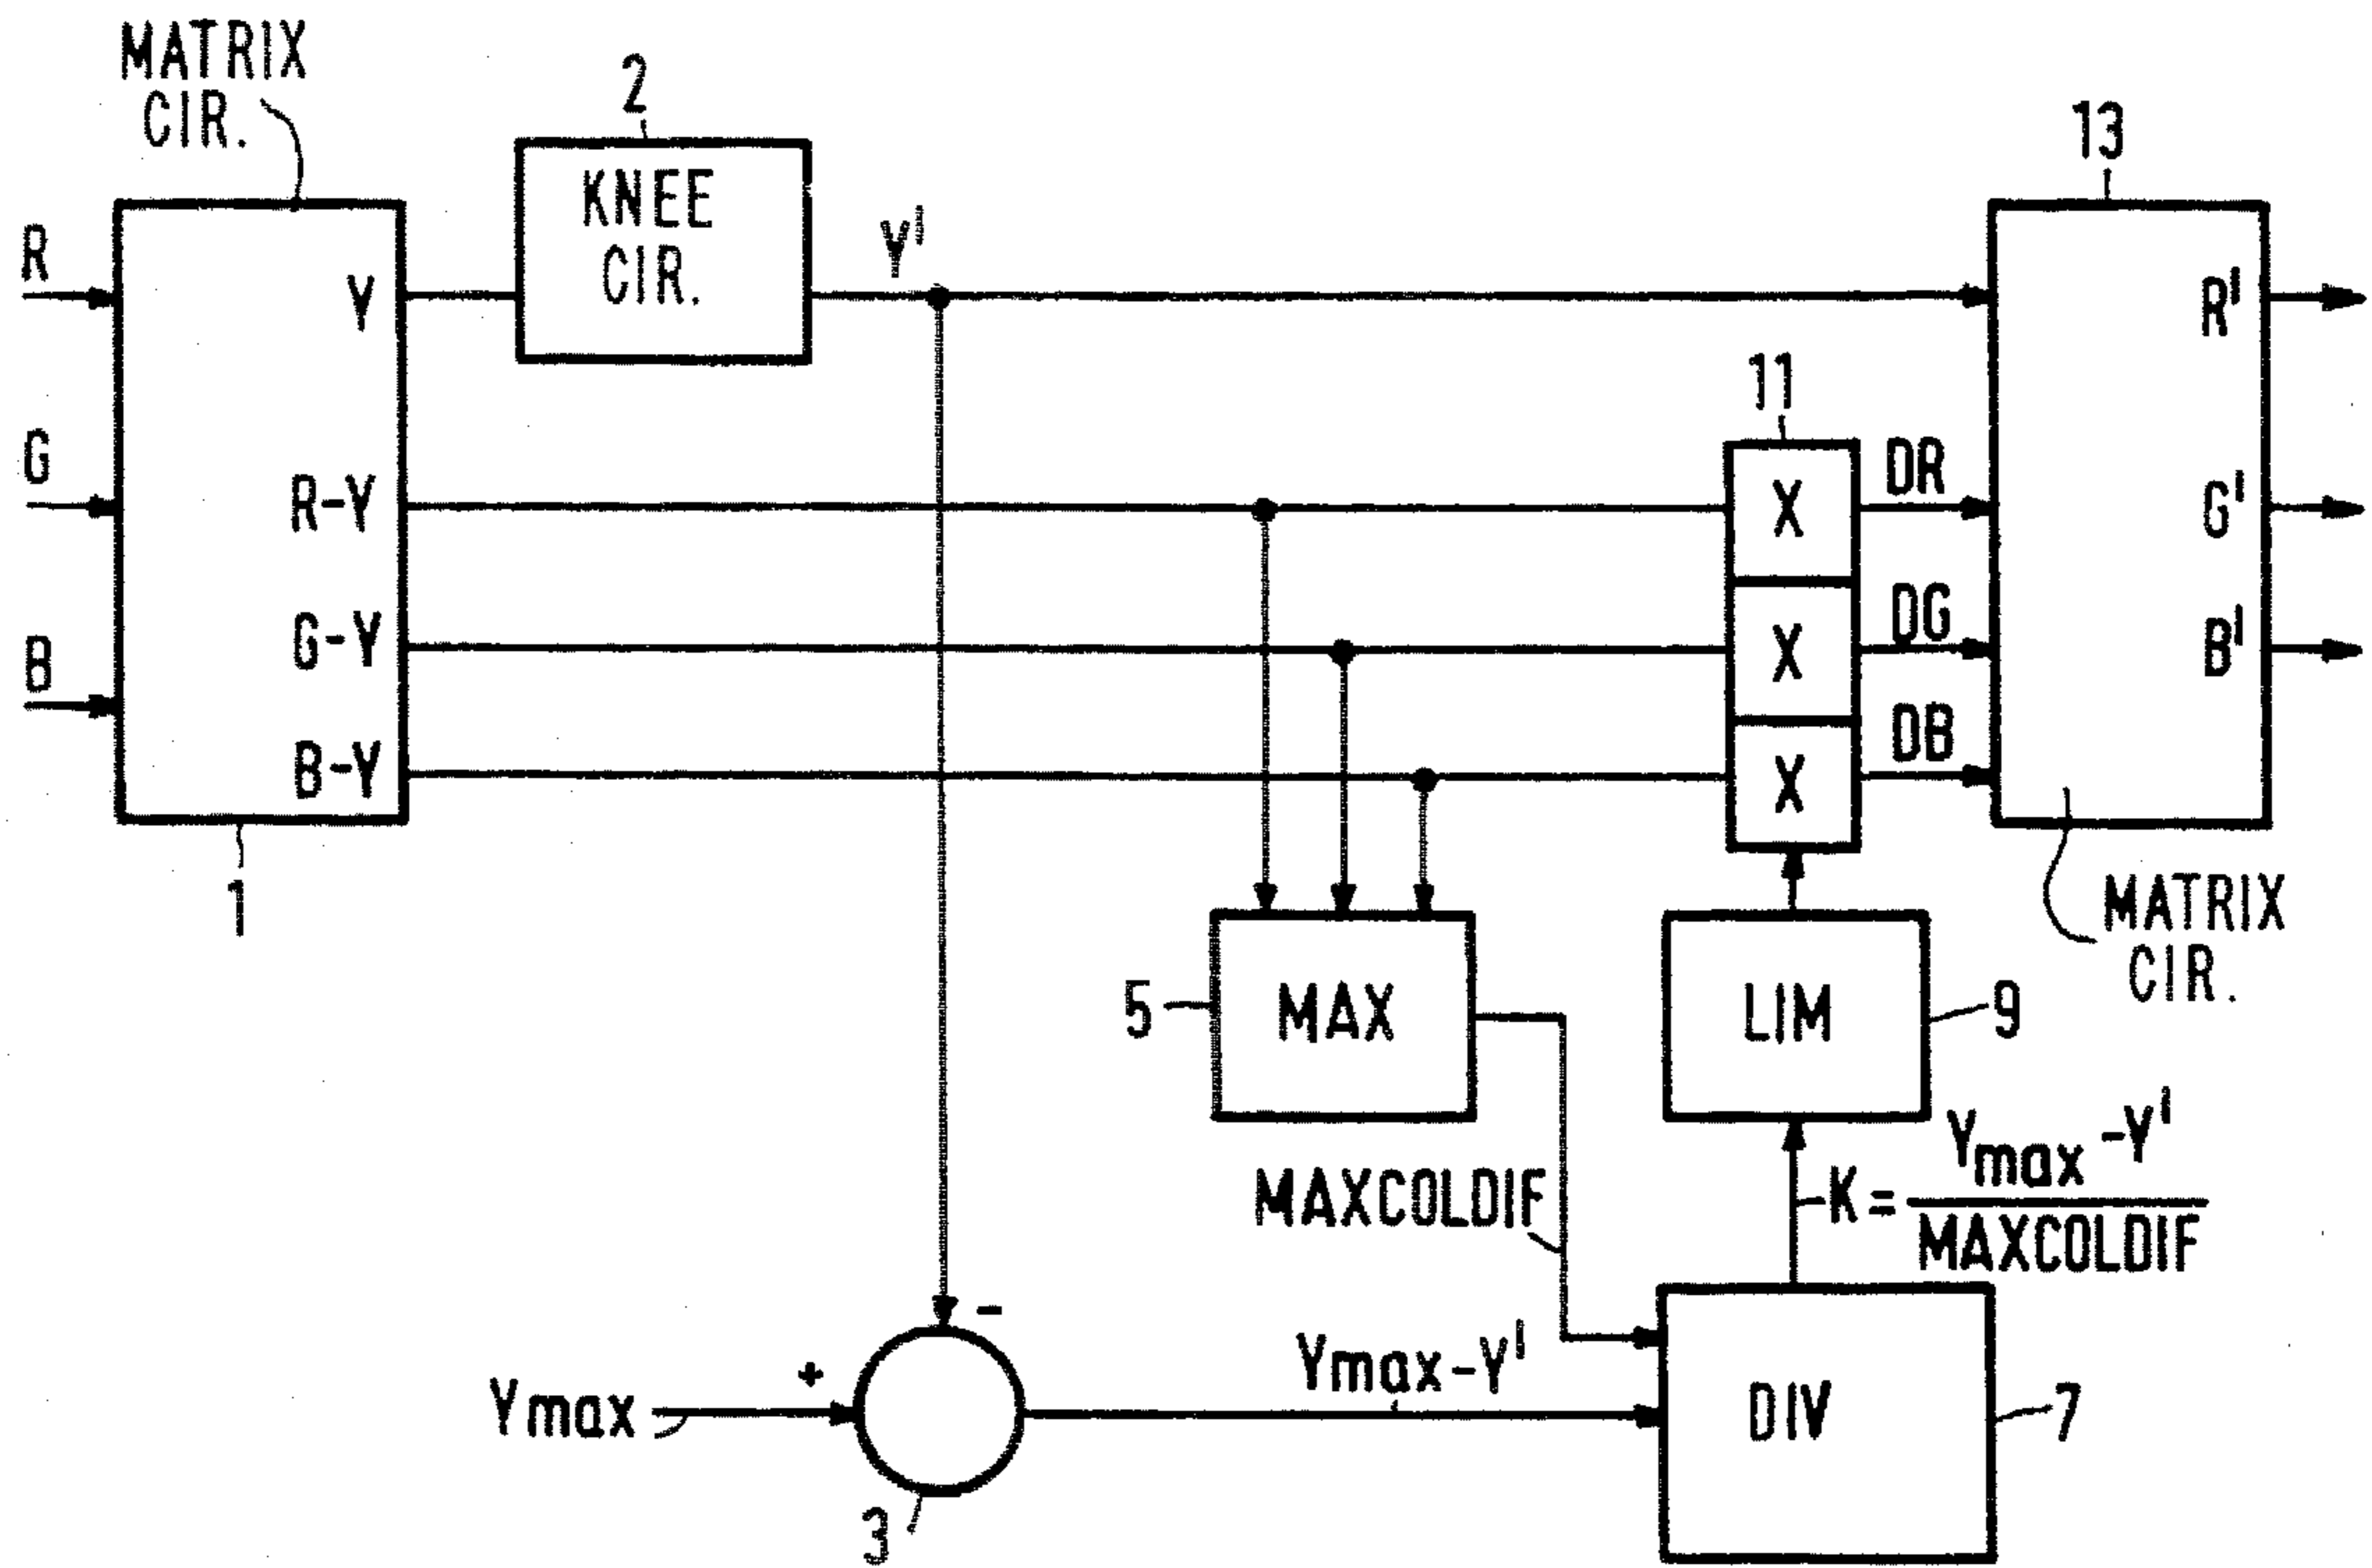 MATRIX
CIR.
2
KNEE
CIR.
Y'
13
R
G
B
Y
R-Y
G-Y
B-Y
1
11
X
X
X
DR
DG
DB
R'
G'
B'
MATRIX
CIR.
5
MAX
LIM
9
MAXCOLDIF
K = Ymax -Y'
MAXCOLDIF
Ymax
+
-
3
Ymax-Y'
DIV
7